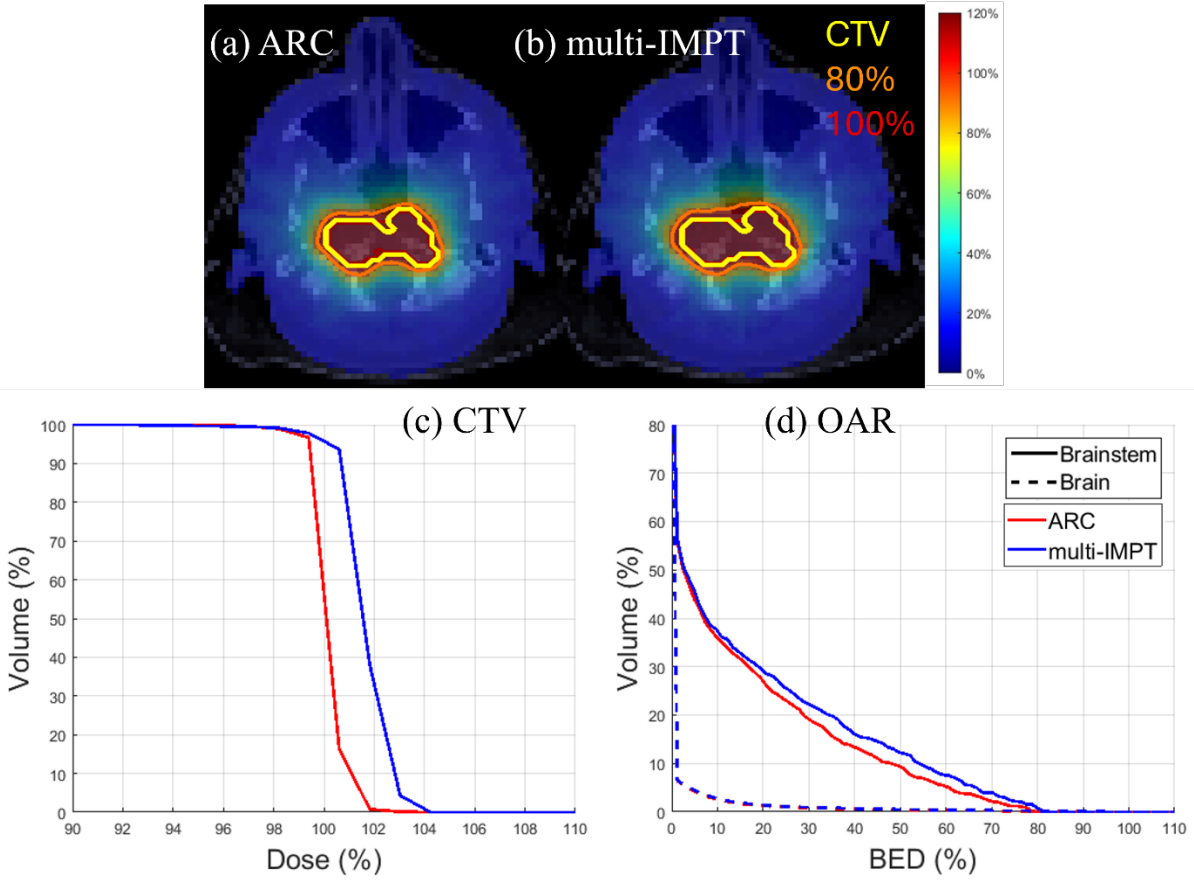 (a) ARC
(b) multi-IMPT
CTV
80%
100%
120%
100%
80%
60%
40%
20%
0%
(c) CTV
100
90
80
70
60
50
40
30
20
10
0
Volume (%)
90 92 94 96 98 100 102 104 106 108 110
Dose (%)
(d) OAR
80
70
60
50
40
30
20
10
0
Volume (%)
Brainstem
Brain
ARC
multi-IMPT
0 10 20 30 40 50 60 70 80 90 100 110
BED (%)